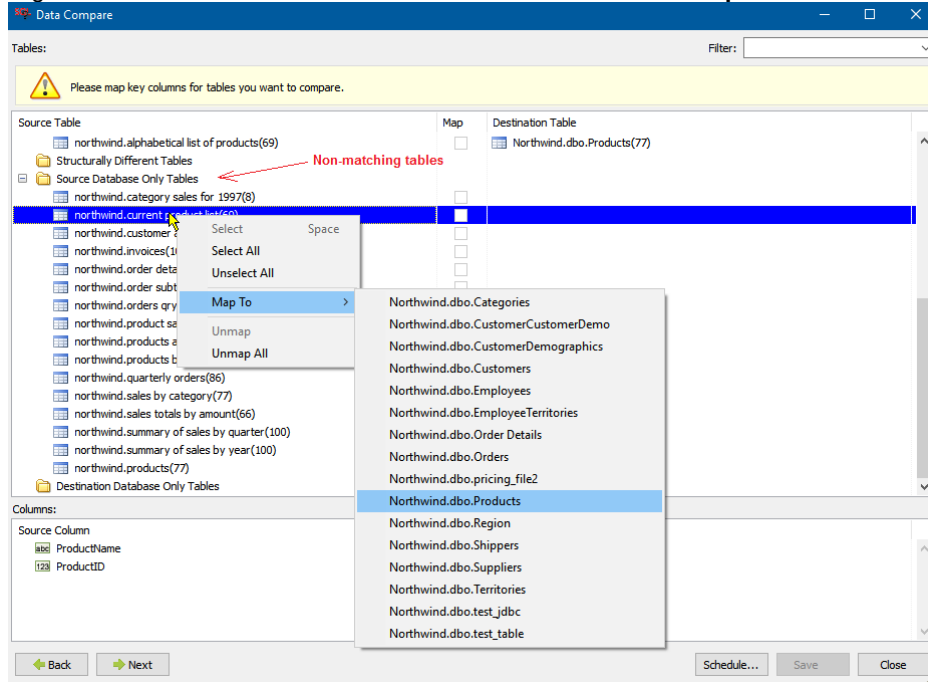 Data Compare
Tables:
Filter:
Please map key columns for tables you want to compare.
Source Table Map Destination Table
northwind.alphabetical list of products(69) Northwind.dbo.Products(77)
Structurally Different Tables
Non-matching tables
Source Database Only Tables
northwind.category sales for 1997(8)
northwind.current product list(69)
northwind.customer
northwind.invoices(1
northwind.order deta
northwind.order subt
northwind.orders qry
northwind.product sa
northwind.products a
northwind.products b
northwind.quarterly orders(86)
northwind.sales by category(77)
northwind.sales totals by amount(66)
northwind.summary of sales by quarter(100)
northwind.summary of sales by year(100)
northwind.products(77)
Destination Database Only Tables
Select Space
Select All
Unselect All
Map To
Unmap
Unmap All
Northwind.dbo.Categories
Northwind.dbo.CustomerCustomerDemo
Northwind.dbo.CustomerDemographics
Northwind.dbo.Customers
Northwind.dbo.Employees
Northwind.dbo.EmployeeTerritories
Northwind.dbo.Order Details
Northwind.dbo.Orders
Northwind.dbo.pricing_file2
Northwind.dbo.Products
Northwind.dbo.Region
Northwind.dbo.Shippers
Northwind.dbo.Suppliers
Northwind.dbo.Territories
Northwind.dbo.test_jdbc
Northwind.dbo.test_table
Columns:
Source Column
abc ProductName
123 ProductID
Back
Next
Schedule...
Save
Close